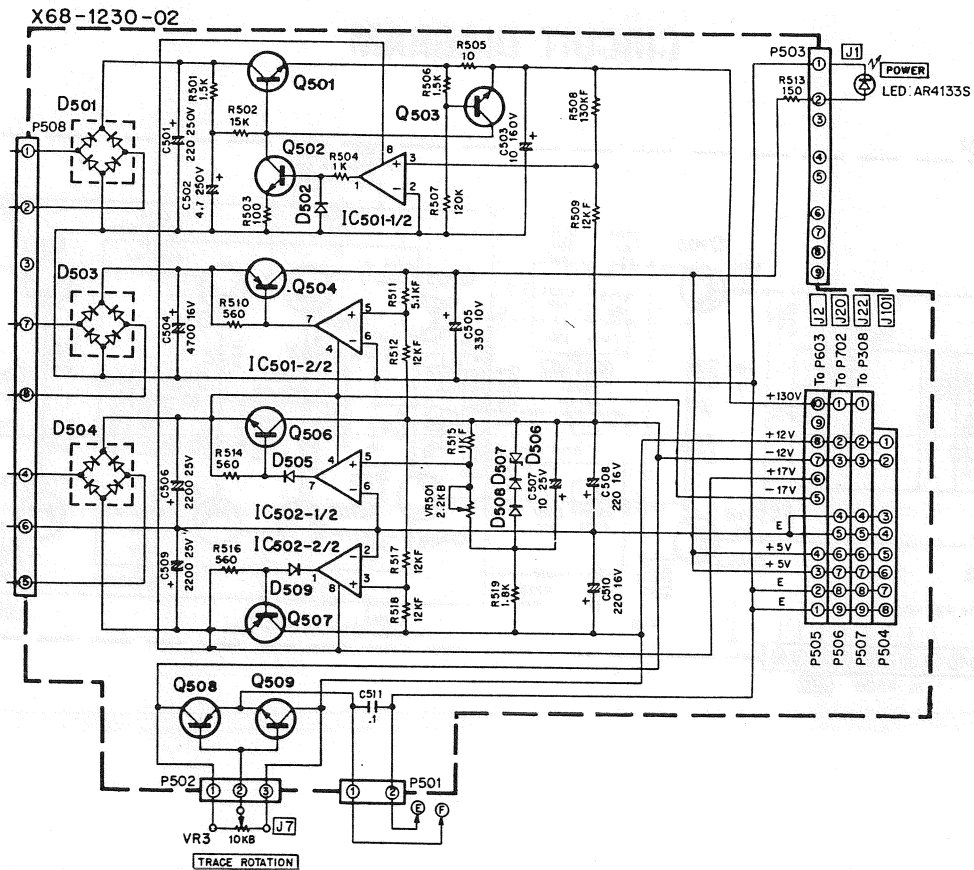 X68-1230-02
P503
J1
POWER
LED:AR4133S
R513
150
R505
10
R506
1.5K
Q501
Q503
R501
1.5K
R502
15K
R508
130KF
D501
P508
C501
220 250V
Q502
R504
1K
C503
10 160V
C502
4.7 250V
R503
100
D502
IC501-1/2
R507
120K
R509
12KF
D503
Q504
R510
560
R511
5.1KF
C504
4700 16V
C505
330 10V
R512
12KF
IC501-2/2
J2
J20
J22
J101
To P603
To P702
To P308
+130V
+12V
-12V
+17V
-17V
E
+5V
+5V
E
E
D504
Q506
R514
560
D505
R515
11KF
D507
D506
D508
C507
10 25V
C508
220 16V
VR501
2.2KB
C506
2200 25V
IC502-1/2
IC502-2/2
C509
2200 25V
R516
560
D509
R517
12KF
R518
12KF
R519
1.8K
C510
220 16V
Q507
P505
P506
P507
P504
Q508
Q509
C511
.1
P502
1 2 3
P501
1 2
E
F
VR3
10KB
J7
TRACE ROTATION